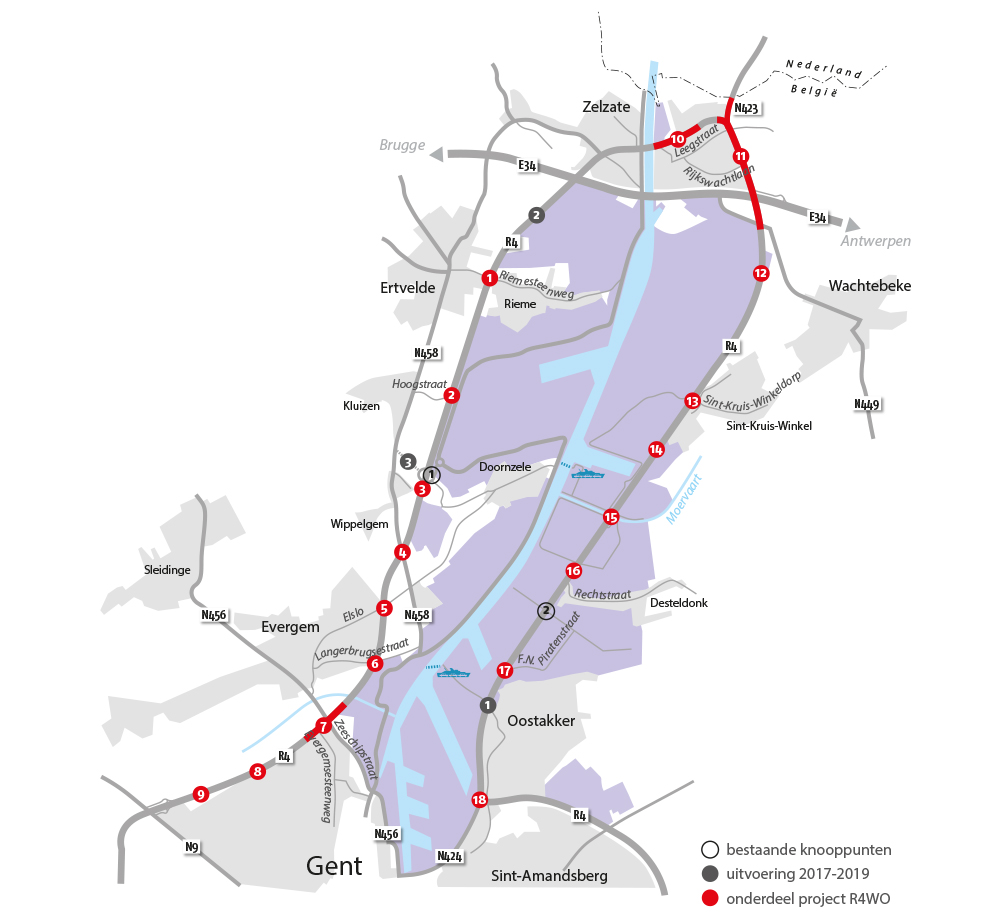 Nederland
België
Zelzate
N423
10
Leegstraat
Brugge
11
E34
Rijkswachtlaan
2
E34
R4
Antwerpen
1
Riemesteenweg
12
Ertvelde
Rieme
Wachtebeke
R4
N458
Hoogstraat
2
13
Sint-Kruis-Winkeldorp
Kluizen
N449
Sint-Kruis-Winkel
14
3
1
Doornzele
3
Moervaart
15
Wippelgem
4
Sleidinge
16
Rechtstraat
5
Desteldonk
N456
Elslo
N458
2
Evergem
Piratenstraat
F.N.
Langerbrugsestraat
6
17
1
7
Oostakker
Zeeschipstraat
R4
8
Evergemsesteenweg
9
18
R4
N9
N456
N424
Gent
Sint-Amandsberg
bestaande knooppunten
uitvoering 2017-2019
onderdeel project R4WO